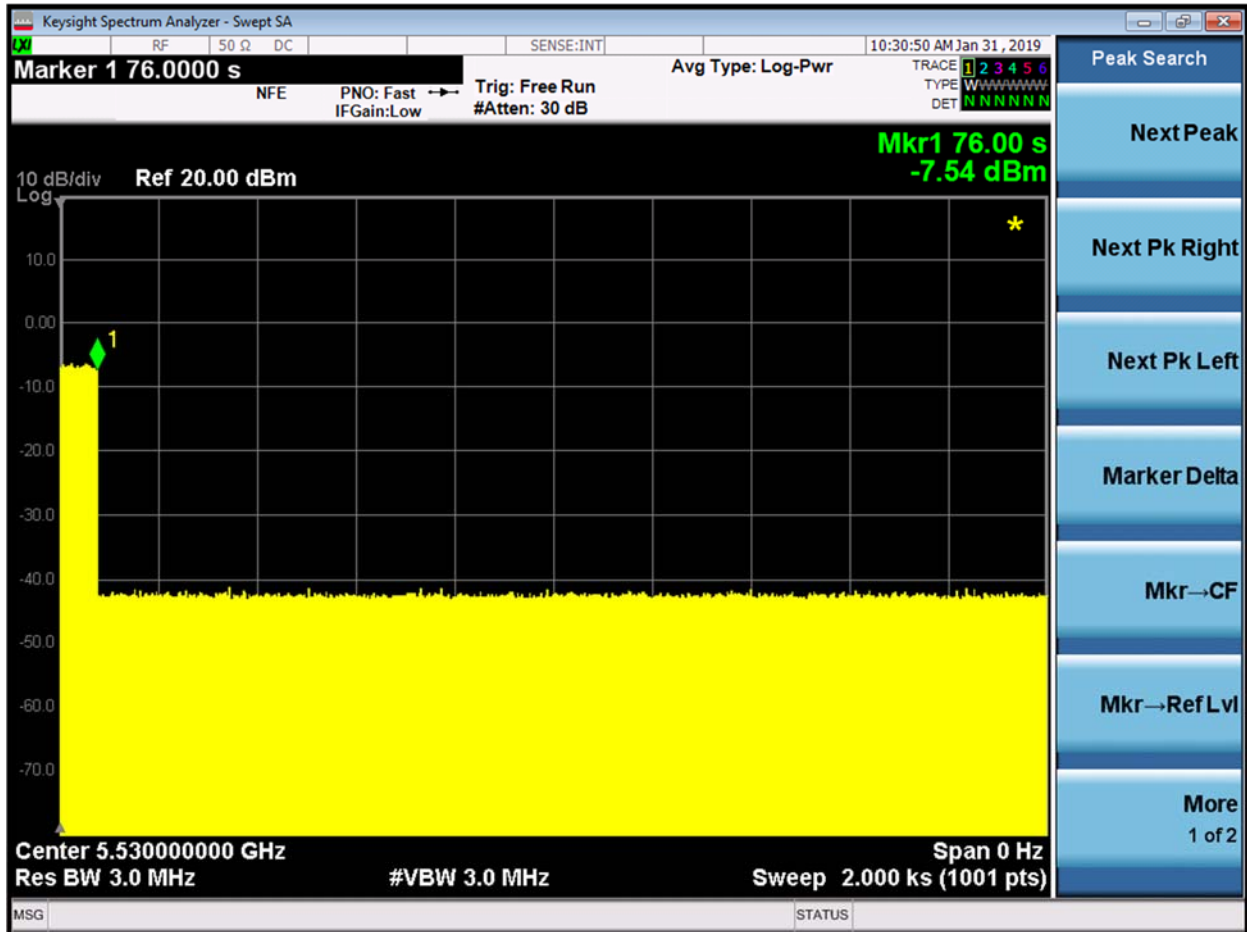 Keysight Spectrum Analyzer - Swept SA
LXI RF 50 Ω DC SENSE:INT 10:30:50 AM Jan 31, 2019
Marker 1 76.0000 s
NFE
PNO: Fast
IFGain:Low
Trig: Free Run
#Atten: 30 dB
Avg Type: Log-Pwr
TRACE 1 2 3 4 5 6
TYPE WWWWWW
DET N N N N N N
Mkr1 76.00 s
-7.54 dBm
10 dB/div Ref 20.00 dBm
Log
10.0
0.00
1
-10.0
-20.0
-30.0
-40.0
-50.0
-60.0
-70.0
*
Center 5.530000000 GHz Span 0 Hz
Res BW 3.0 MHz #VBW 3.0 MHz Sweep 2.000 ks (1001 pts)
MSG STATUS
Peak Search
Next Peak
Next Pk Right
Next Pk Left
Marker Delta
Mkr→CF
Mkr→Ref Lvl
More
1 of 2